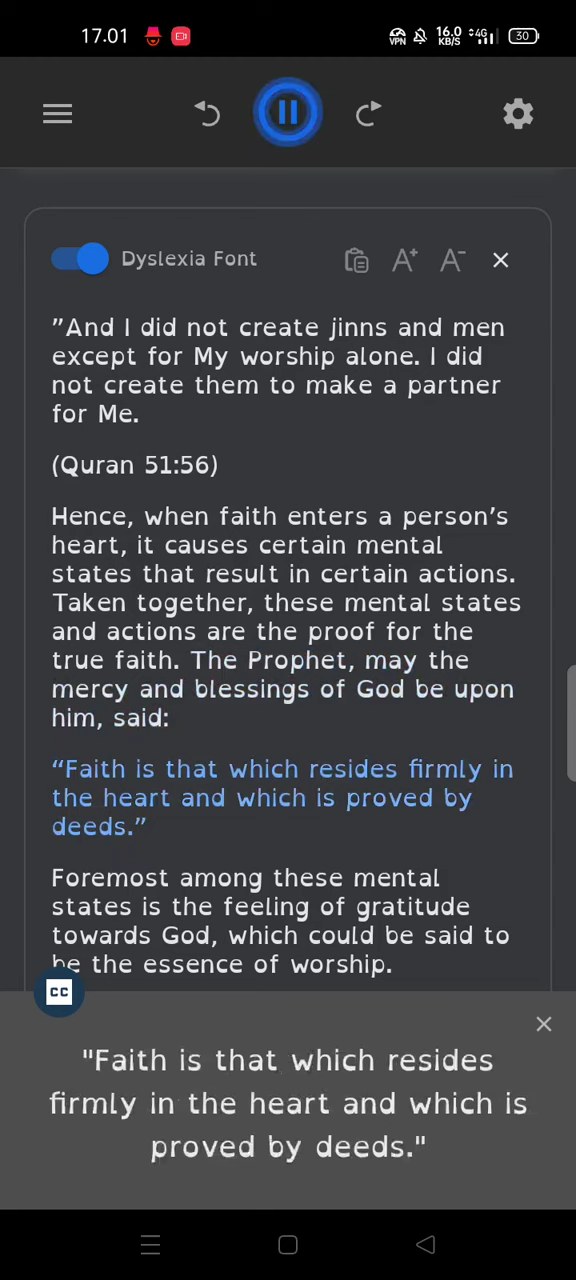 17.01
VPN
16.0
KB/S
4G
30
Dyslexia Font
A+
A-
”And I did not create jinns and men
except for My worship alone. I did
not create them to make a partner
for Me.
(Quran 51:56)
Hence, when faith enters a person’s
heart, it causes certain mental
states that result in certain actions.
Taken together, these mental states
and actions are the proof for the
true faith. The Prophet, may the
mercy and blessings of God be upon
him, said:
“Faith is that which resides firmly in
the heart and which is proved by
deeds.”
Foremost among these mental
states is the feeling of gratitude
towards God, which could be said to
be the essence of worship.
CC
"Faith is that which resides
firmly in the heart and which is
proved by deeds."